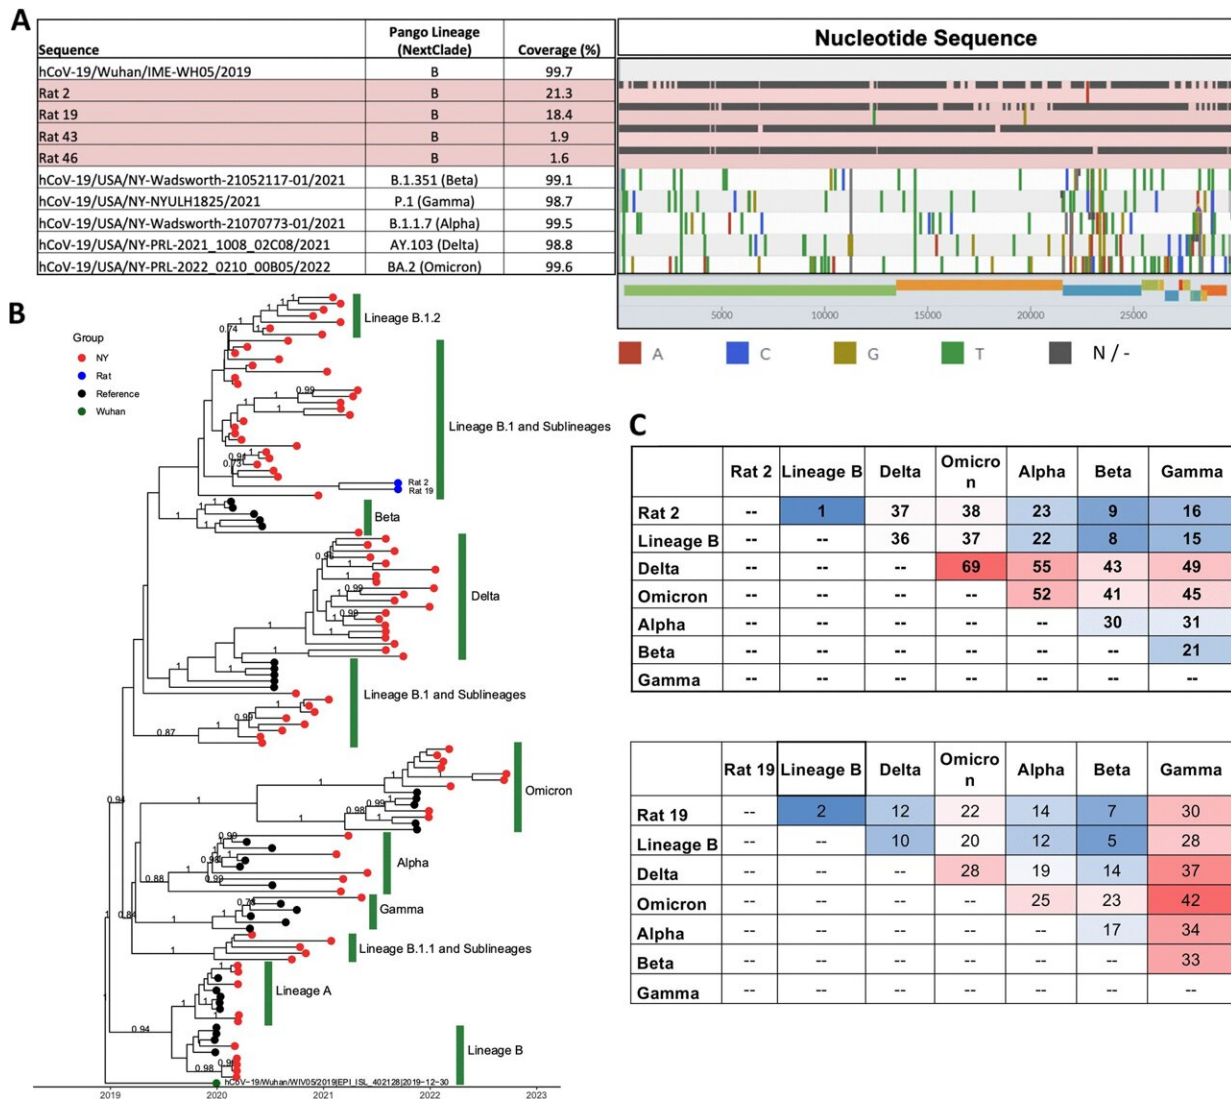 A
Sequence
Pango Lineage
(NextClade)
Coverage (%)
hCoV-19/Wuhan/IME-WH05/2019 B 99.7
Rat 2 B 21.3
Rat 19 B 18.4
Rat 43 B 1.9
Rat 46 B 1.6
hCoV-19/USA/NY-Wadsworth-21052117-01/2021 B.1.351 (Beta) 99.1
hCoV-19/USA/NY-NYULH1825/2021 P.1 (Gamma) 98.7
hCoV-19/USA/NY-Wadsworth-21070773-01/2021 B.1.1.7 (Alpha) 99.5
hCoV-19/USA/NY-PRL-2021_1008_02C08/2021 AY.103 (Delta) 98.8
hCoV-19/USA/NY-PRL-2022_0210_00B05/2022 BA.2 (Omicron) 99.6
Nucleotide Sequence
5000 10000 15000 20000 25000
A C G T N / -
B
Group
NY
Rat
Reference
Wuhan
Lineage B.1.2
Lineage B.1 and Sublineages
Rat 2
Rat 19
Beta
Delta
Lineage B.1 and Sublineages
Omicron
Alpha
Gamma
Lineage B.1.1 and Sublineages
Lineage A
Lineage B
hCoV-19/Wuhan/WIV05/2019|EPI_ISL_402128|2019-12-30
2019 2020 2021 2022 2023
C
Rat 2 Lineage B Delta Omicro
n Alpha Beta Gamma
Rat 2 -- 1 37 38 23 9 16
Lineage B -- -- 36 37 22 8 15
Delta -- -- -- 69 55 43 49
Omicron -- -- -- -- 52 41 45
Alpha -- -- -- -- -- 30 31
Beta -- -- -- -- -- -- 21
Gamma -- -- -- -- -- -- --
Rat 19 Lineage B Delta Omicro
n Alpha Beta Gamma
Rat 19 -- 2 12 22 14 7 30
Lineage B -- -- 10 20 12 5 28
Delta -- -- -- 28 19 14 37
Omicron -- -- -- -- 25 23 42
Alpha -- -- -- -- -- 17 34
Beta -- -- -- -- -- -- 33
Gamma -- -- -- -- -- -- --